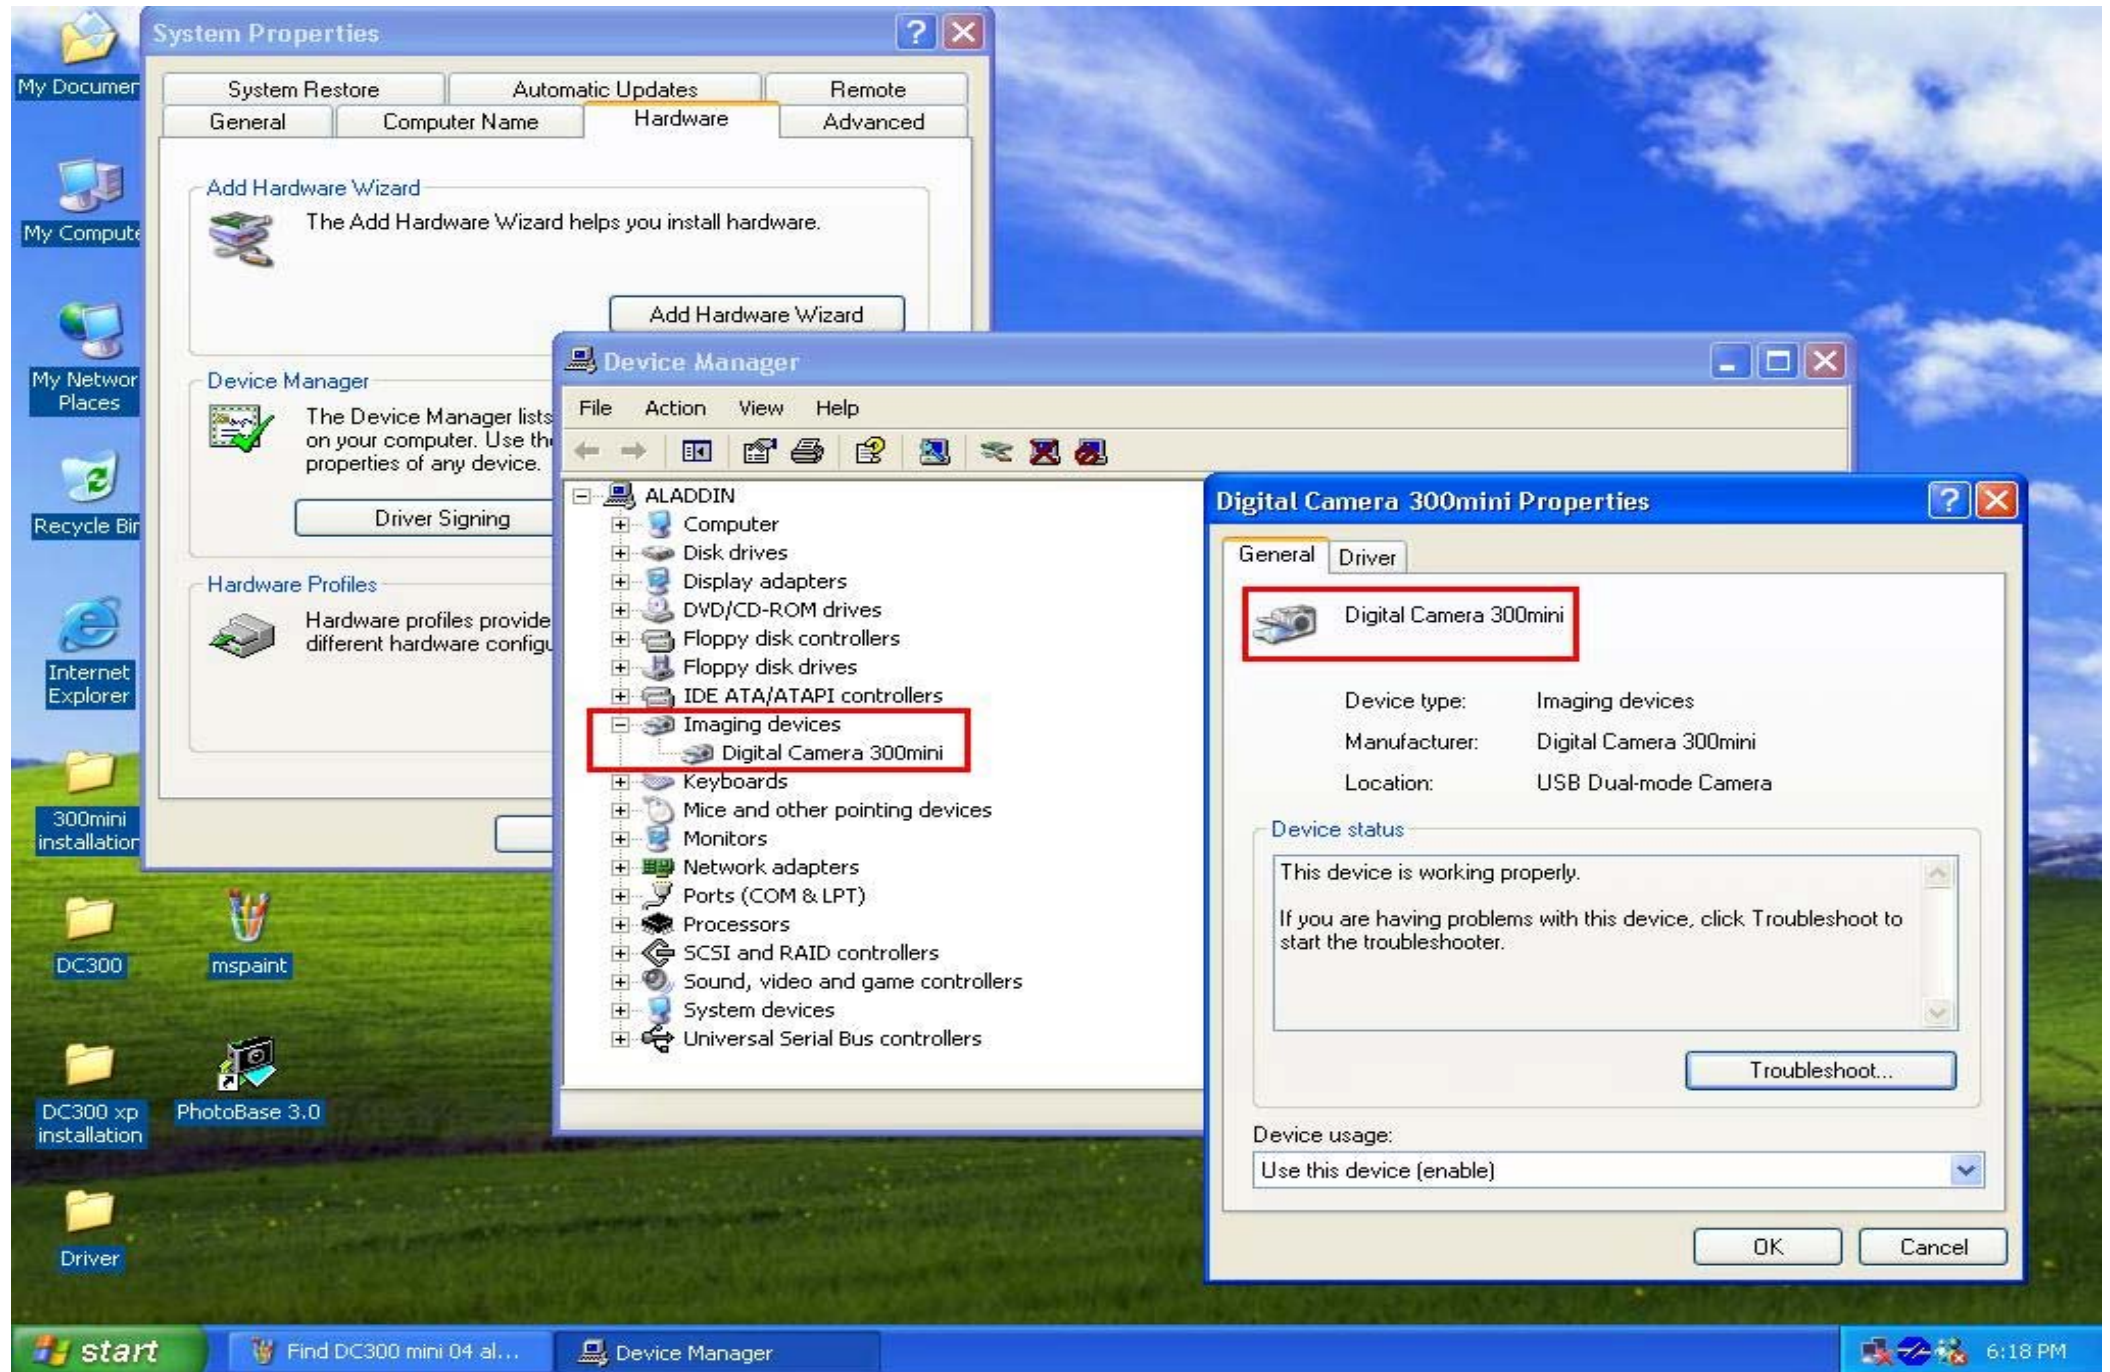 My Documen
My Compute
My Networ
Places
Recycle Bin
Internet
Explorer
300mini
installation
DC300
mspaint
DC300 xp
installation
PhotoBase 3.0
Driver
System Properties
System Restore
Automatic Updates
Remote
General
Computer Name
Hardware
Advanced
Add Hardware Wizard
The Add Hardware Wizard helps you install hardware.
Add Hardware Wizard
Device Manager
The Device Manager lists
on your computer. Use the
properties of any device.
Driver Signing
Hardware Profiles
Hardware profiles provide
different hardware configu
Device Manager
File Action View Help
ALADDIN
Computer
Disk drives
Display adapters
DVD/CD-ROM drives
Floppy disk controllers
Floppy disk drives
IDE ATA/ATAPI controllers
Imaging devices
Digital Camera 300mini
Keyboards
Mice and other pointing devices
Monitors
Network adapters
Ports (COM & LPT)
Processors
SCSI and RAID controllers
Sound, video and game controllers
System devices
Universal Serial Bus controllers
Digital Camera 300mini Properties
General
Driver
Digital Camera 300mini
Device type: Imaging devices
Manufacturer: Digital Camera 300mini
Location: USB Dual-mode Camera
Device status
This device is working properly.
If you are having problems with this device, click Troubleshoot to
start the troubleshooter.
Troubleshoot...
Device usage:
Use this device (enable)
OK
Cancel
start
Find DC300 mini 04 al...
Device Manager
6:18 PM